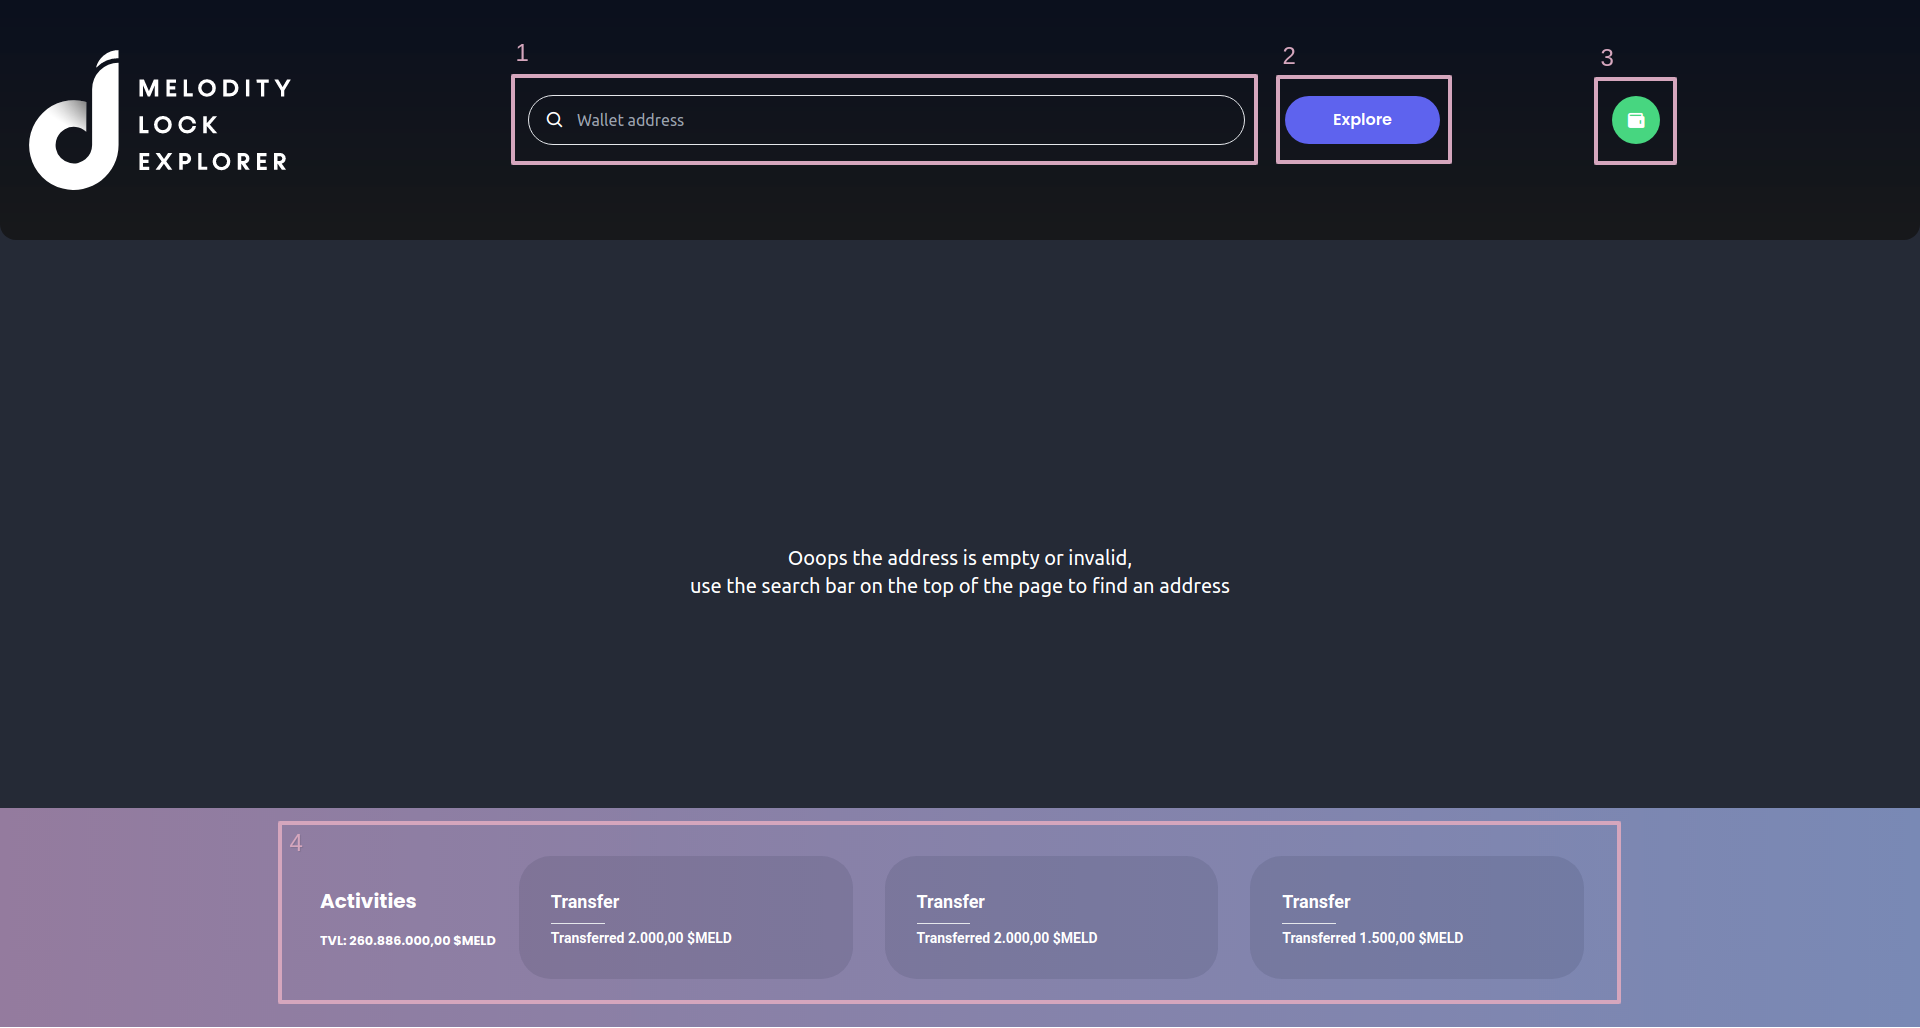 MELODITY
LOCK
EXPLORER
1
Wallet address
2
Explore
3
Ooops the address is empty or invalid,
use the search bar on the top of the page to find an address
4
Activities
TVL: 260.886.000,00 $MELD
Transfer
Transferred 2.000,00 $MELD
Transfer
Transferred 2.000,00 $MELD
Transfer
Transferred 1.500,00 $MELD